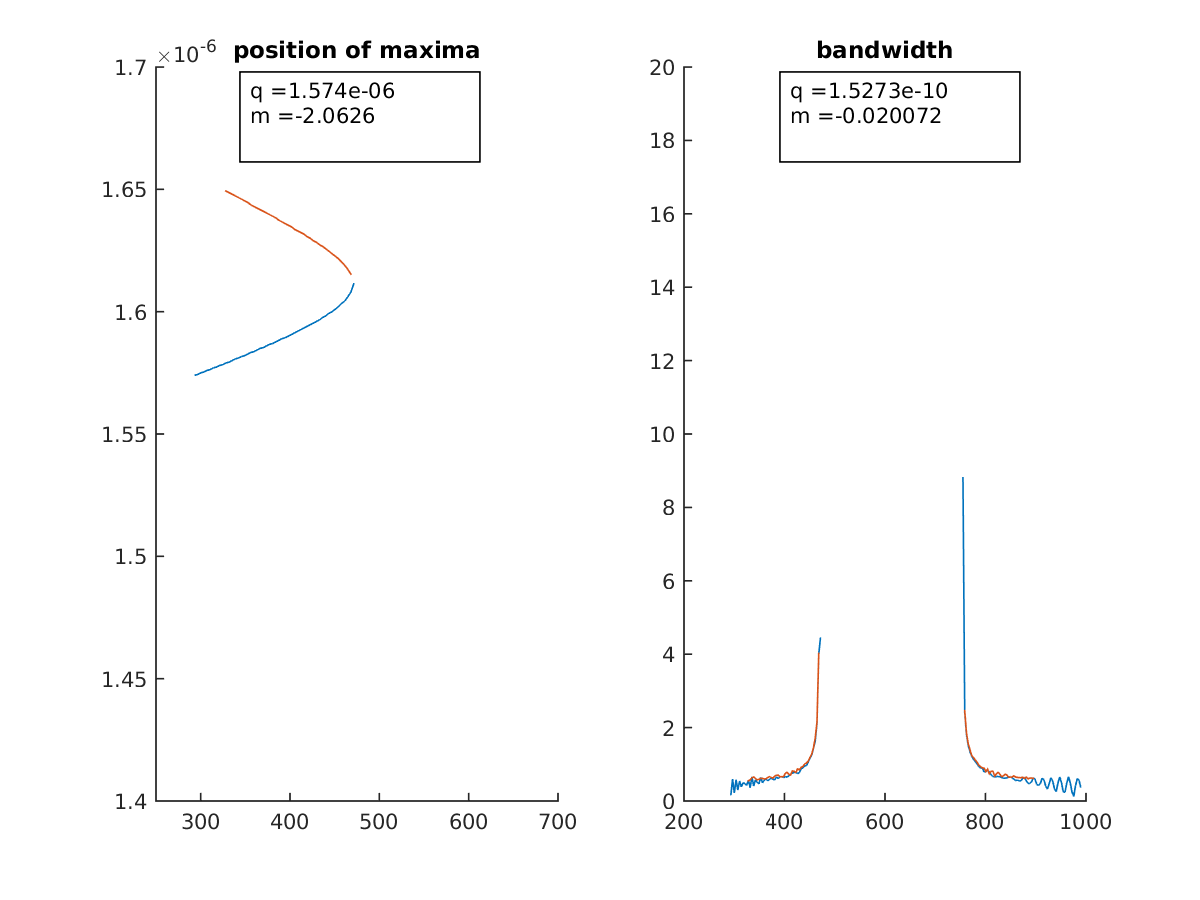 ×10-6
position of maxima
q =1.574e-06
m =-2.0626
1.7
1.65
1.6
1.55
1.5
1.45
1.4
300 400 500 600 700
bandwidth
q =1.5273e-10
m =-0.020072
20
18
16
14
12
10
8
6
4
2
0
200 400 600 800 1000